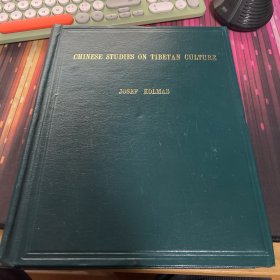 CHINESE STUDIES ON TIBETAN CULTURE
JOSEF KOLMAŠ